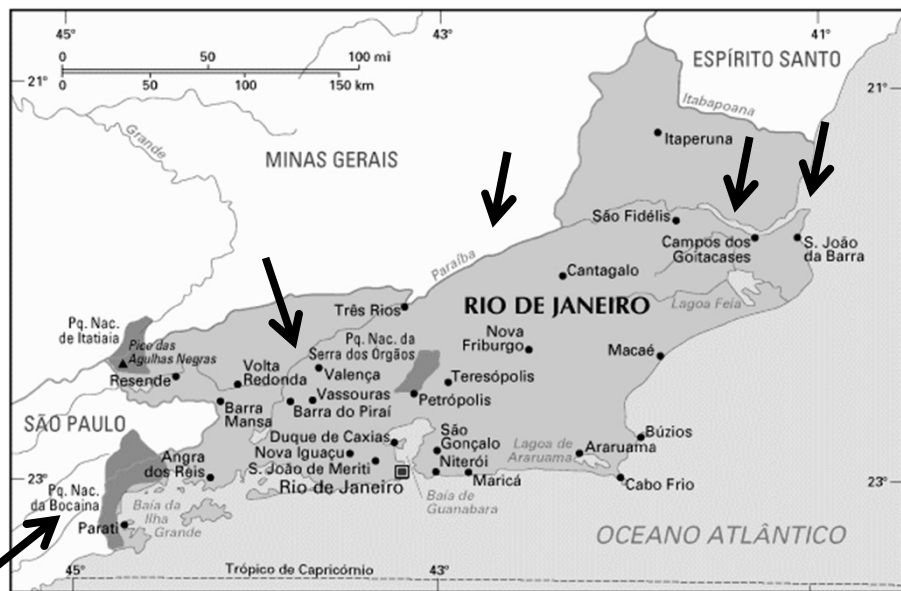 45°
43°
41°
0 50 100 mi
0 50 100 150 km
ESPÍRITO SANTO
21°
21°
Itabapoana
Grande
Itaperuna
MINAS GERAIS
São Fidélis
Campos dos
Goitacases
S. João
da Barra
Paraíba
Cantagalo
Lagoa Feia
Três Rios
RIO DE JANEIRO
Pq. Nac.
de Itatiaia
Pico das
Agulhas Negras
Pq. Nac. da
Serra dos Órgãos
Nova
Friburgo
Macaé
Resende
Volta
Redonda
Valença
Teresópolis
Vassouras
Petrópolis
SÃO PAULO
Barra
Mansa
Barra do Piraí
Duque de Caxias
São
Gonçalo
Búzios
Angra
dos Reis
Nova Iguaçu
Lagoa de
Araruama
Araruama
S. João de Meriti
Niterói
23°
Rio de Janeiro
Maricá
Cabo Frio
23°
Pq. Nac.
da Bocaina
Baía da
Ilha
Grande
Baía de
Guanabara
Parati
OCEANO ATLÂNTICO
Trópico de Capricórnio
45°
43°
41°